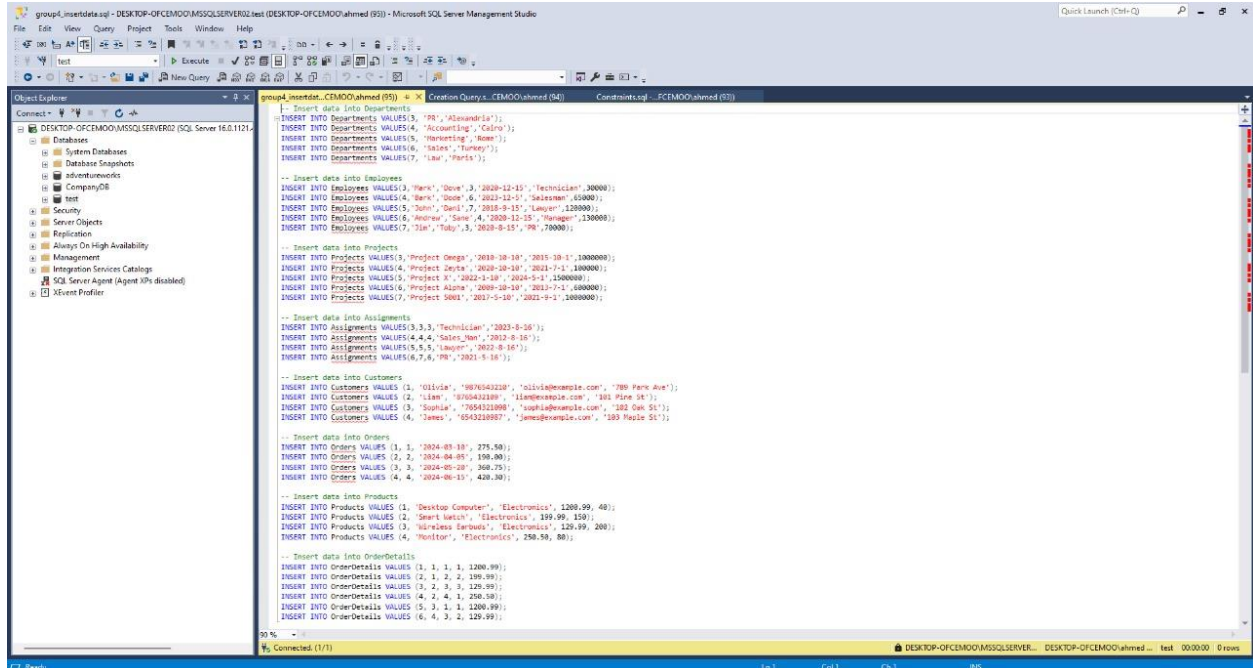 group4_insertdata.sql - DESKTOP-OFCEMOO\MSSQLSERVER02.test (DESKTOP-OFCEMOO\ahmed (95)) - Microsoft SQL Server Management Studio
Quick Launch (Ctrl+Q)
File Edit View Query Project Tools Window Help
test Execute
New Query
Object Explorer
group4_insertdat...CEMOO\ahmed (95)) Creation Query.s...CEMOO\ahmed (94)) Constraints.sql -...FCEMOO\ahmed (93))
Connect
DESKTOP-OFCEMOO\MSSQLSERVER02 (SQL Server 16.0.1121.
Databases
System Databases
Database Snapshots
adventureworks
CompanyDB
test
Security
Server Objects
Replication
Always On High Availability
Management
Integration Services Catalogs
SQL Server Agent (Agent XPs disabled)
XEvent Profiler
-- Insert data into Departments
INSERT INTO Departments VALUES(3, 'PR','Alexandria');
INSERT INTO Departments VALUES(4, 'Accounting','Cairo');
INSERT INTO Departments VALUES(5, 'Marketing','Rome');
INSERT INTO Departments VALUES(6, 'Sales','Turkey');
INSERT INTO Departments VALUES(7, 'Law','Paris');
-- Insert data into Employees
INSERT INTO Employees VALUES(3,'Mark','Dove',3,'2020-12-15','Technician',30000);
INSERT INTO Employees VALUES(4,'Berk','Dode',6,'2023-12-5','Salesman',65000);
INSERT INTO Employees VALUES(5,'John','Dani',7,'2018-9-15','Lawyer',120000);
INSERT INTO Employees VALUES(6,'Andrew','Sane',4,'2020-12-15','Manager',130000);
INSERT INTO Employees VALUES(7,'Jim','Toby',3,'2020-8-15','PR',70000);
-- Insert data into Projects
INSERT INTO Projects VALUES(3,'Project Omega','2010-10-10','2015-10-1',1000000);
INSERT INTO Projects VALUES(4,'Project Zeyta','2020-10-10','2021-7-1',100000);
INSERT INTO Projects VALUES(5,'Project X','2022-1-10','2024-5-1',1500000);
INSERT INTO Projects VALUES(6,'Project Alpha','2009-10-10','2013-7-1',600000);
INSERT INTO Projects VALUES(7,'Project 5001','2017-5-10','2021-9-1',1000000);
-- Insert data into Assignments
INSERT INTO Assignments VALUES(3,3,3,'Technician','2023-8-16');
INSERT INTO Assignments VALUES(4,4,4,'Sales_Man','2012-8-16');
INSERT INTO Assignments VALUES(5,5,5,'Lawyer','2022-8-16');
INSERT INTO Assignments VALUES(6,7,6,'PR','2021-5-16');
-- Insert data into Customers
INSERT INTO Customers VALUES (1, 'Olivia', '9876543210', 'olivia@example.com', '789 Park Ave');
INSERT INTO Customers VALUES (2, 'Liam', '8765432109', 'liam@example.com', '101 Pine St');
INSERT INTO Customers VALUES (3, 'Sophia', '7654321098', 'sophia@example.com', '102 Oak St');
INSERT INTO Customers VALUES (4, 'James', '6543210987', 'james@example.com', '103 Maple St');
-- Insert data into Orders
INSERT INTO Orders VALUES (1, 1, '2024-03-10', 275.50);
INSERT INTO Orders VALUES (2, 2, '2024-04-05', 190.00);
INSERT INTO Orders VALUES (3, 3, '2024-05-20', 360.75);
INSERT INTO Orders VALUES (4, 4, '2024-06-15', 420.30);
-- Insert data into Products
INSERT INTO Products VALUES (1, 'Desktop Computer', 'Electronics', 1200.99, 40);
INSERT INTO Products VALUES (2, 'Smart Watch', 'Electronics', 199.99, 150);
INSERT INTO Products VALUES (3, 'Wireless Earbuds', 'Electronics', 129.99, 200);
INSERT INTO Products VALUES (4, 'Monitor', 'Electronics', 250.50, 80);
-- Insert data into OrderDetails
INSERT INTO OrderDetails VALUES (1, 1, 1, 1, 1200.99);
INSERT INTO OrderDetails VALUES (2, 1, 2, 2, 199.99);
INSERT INTO OrderDetails VALUES (3, 2, 3, 3, 129.99);
INSERT INTO OrderDetails VALUES (4, 2, 4, 1, 250.50);
INSERT INTO OrderDetails VALUES (5, 3, 1, 1, 1200.99);
INSERT INTO OrderDetails VALUES (6, 4, 3, 2, 129.99);
90 %
Connected. (1/1)
DESKTOP-OFCEMOO\MSSQLSERVER... DESKTOP-OFCEMOO\ahmed ... test 00:00:00 0 rows
Ready Ln 1 Col 1 Ch 1 INS